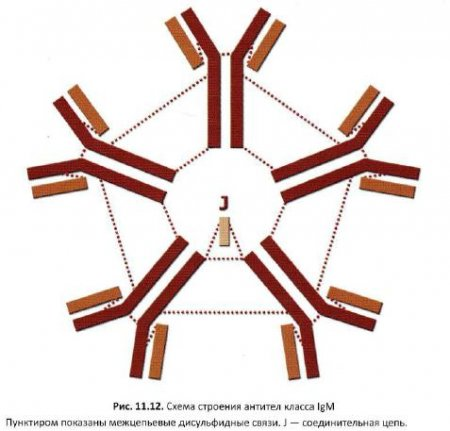 J
Рис. 11.12. Схема строения антител класса IgM
Пунктиром показаны межцепьевые дисульфидные связи. J — соединительная цепь.